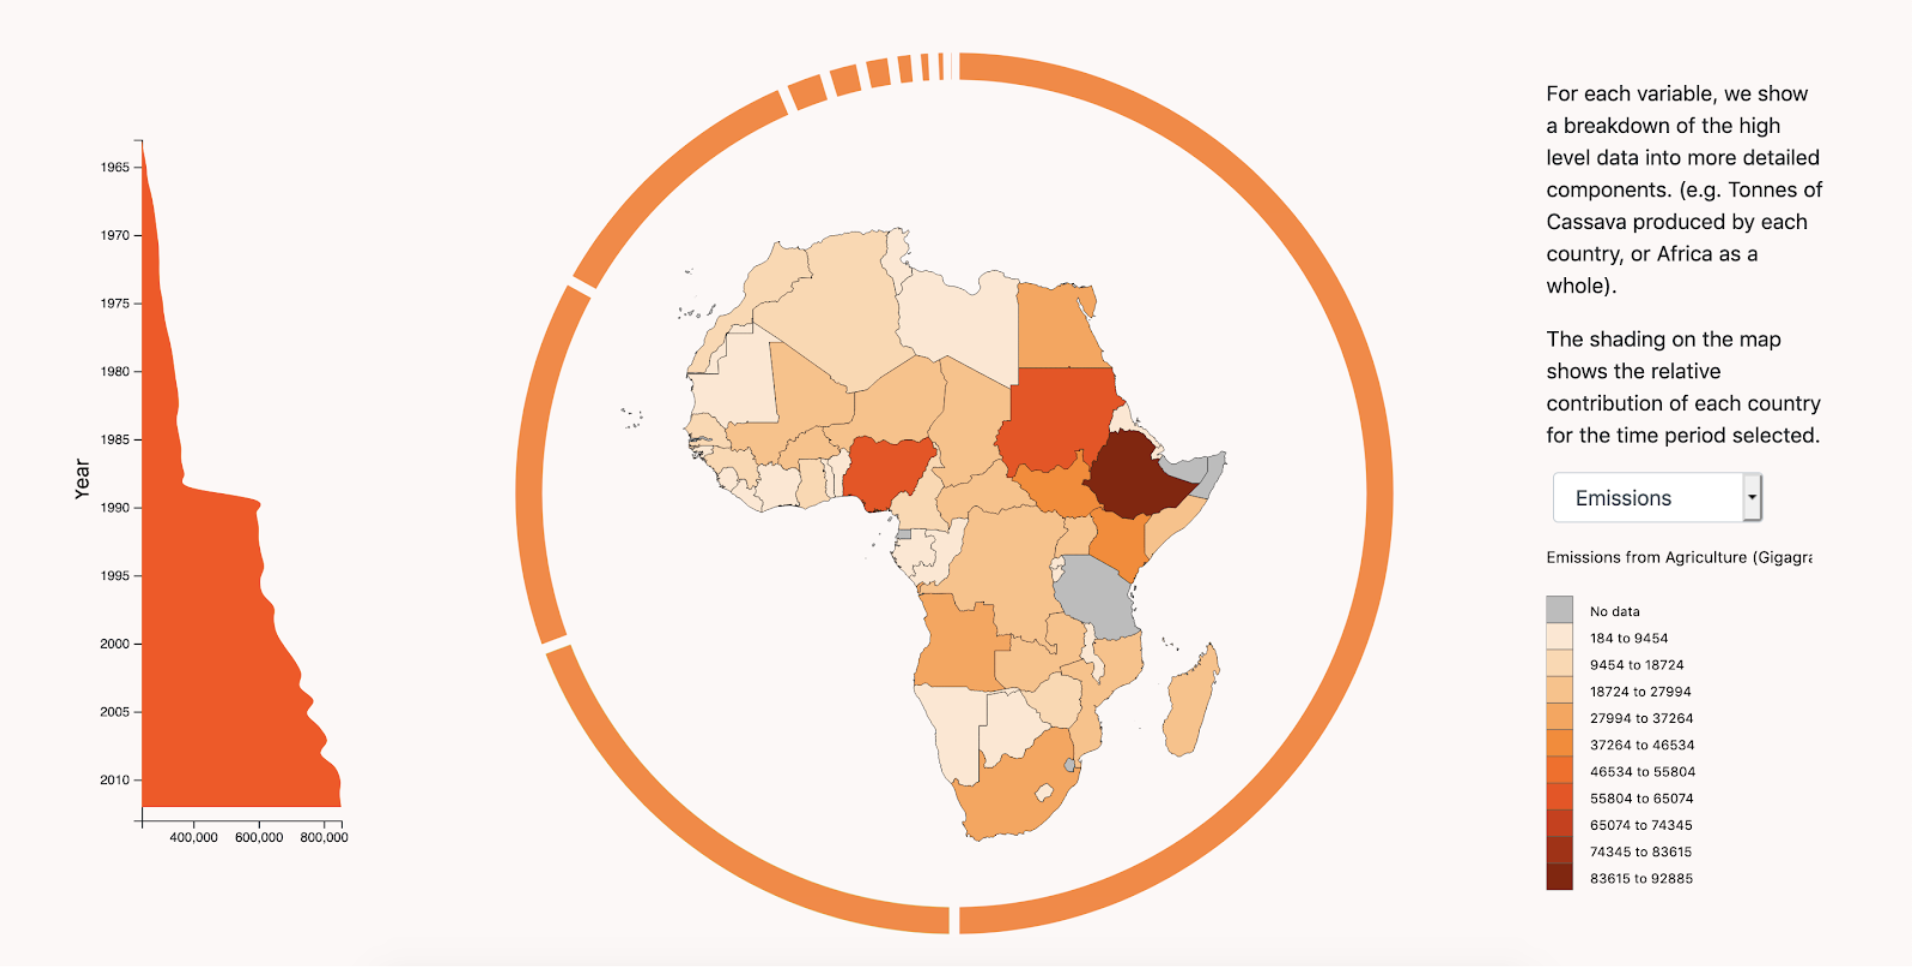 Year
1965
1970
1975
1980
1985
1990
1995
2000
2005
2010
400,000 600,000 800,000
For each variable, we show
a breakdown of the high
level data into more detailed
components. (e.g. Tonnes of
Cassava produced by each
country, or Africa as a
whole).
The shading on the map
shows the relative
contribution of each country
for the time period selected.
Emissions
Emissions from Agriculture (Gigagra
No data
184 to 9454
9454 to 18724
18724 to 27994
27994 to 37264
37264 to 46534
46534 to 55804
55804 to 65074
65074 to 74345
74345 to 83615
83615 to 92885